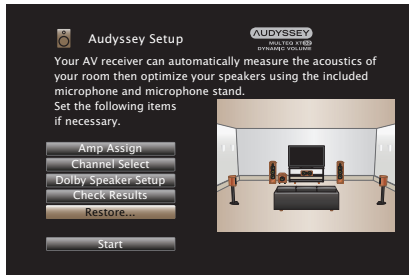 Audyssey Setup
AUDYSSEY
MULTEQ XT32
DYNAMIC VOLUME
Your AV receiver can automatically measure the acoustics of
your room then optimize your speakers using the included
microphone and microphone stand.
Set the following items
if necessary.
Amp Assign
Channel Select
Dolby Speaker Setup
Check Results
Restore...
Start